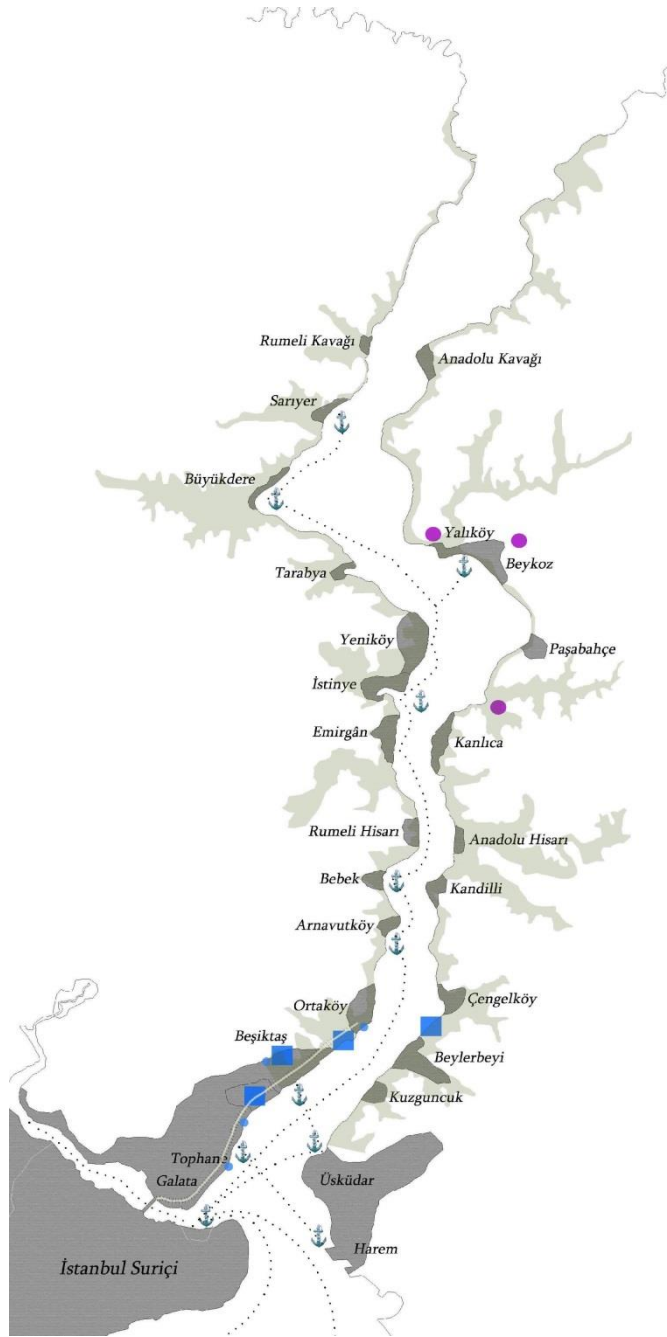 Rumeli Kavağı
Anadolu Kavağı
Sarıyer
Büyükdere
Yalıköy
Beykoz
Tarabya
Yeniköy
Paşabahçe
İstinye
Emirgân
Kanlıca
Rumeli Hisarı
Anadolu Hisarı
Bebek
Kandilli
Arnavutköy
Ortaköy
Çengelköy
Beşiktaş
Beylerbeyi
Kuzguncuk
Tophane
Galata
Üsküdar
Harem
İstanbul Suriçi